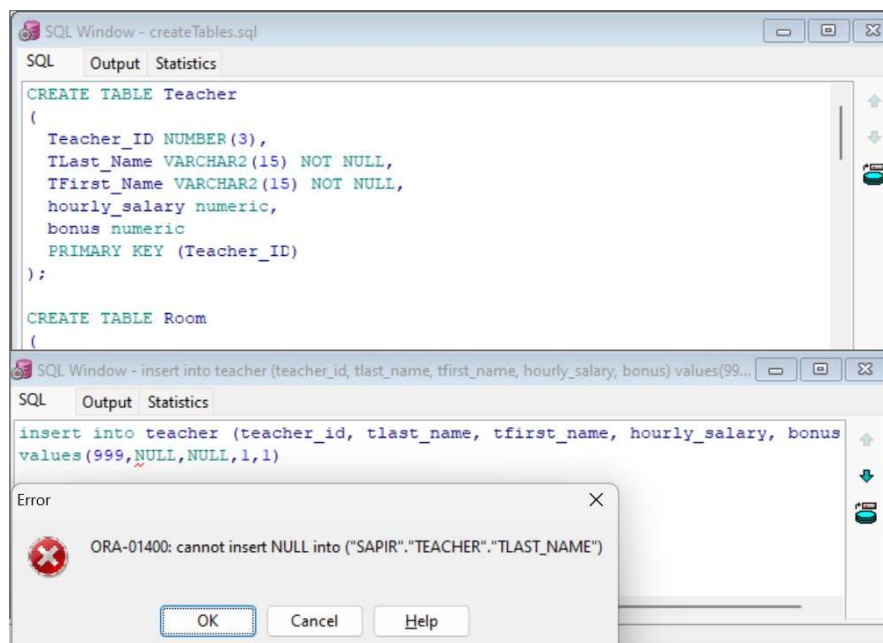 SQL Window - createTables.sql
SQL Output Statistics
CREATE TABLE Teacher
(
Teacher_ID NUMBER(3),
TLast_Name VARCHAR2(15) NOT NULL,
TFirst_Name VARCHAR2(15) NOT NULL,
hourly_salary numeric,
bonus numeric
PRIMARY KEY (Teacher_ID)
);
CREATE TABLE Room
(
SQL Window - insert into teacher (teacher_id, tlast_name, tfirst_name, hourly_salary, bonus) values(99...
SQL Output Statistics
insert into teacher (teacher_id, tlast_name, tfirst_name, hourly_salary, bonus
values(999,NULL,NULL,1,1)
Error
ORA-01400: cannot insert NULL into ("SAPIR"."TEACHER"."TLAST_NAME")
OK Cancel Help